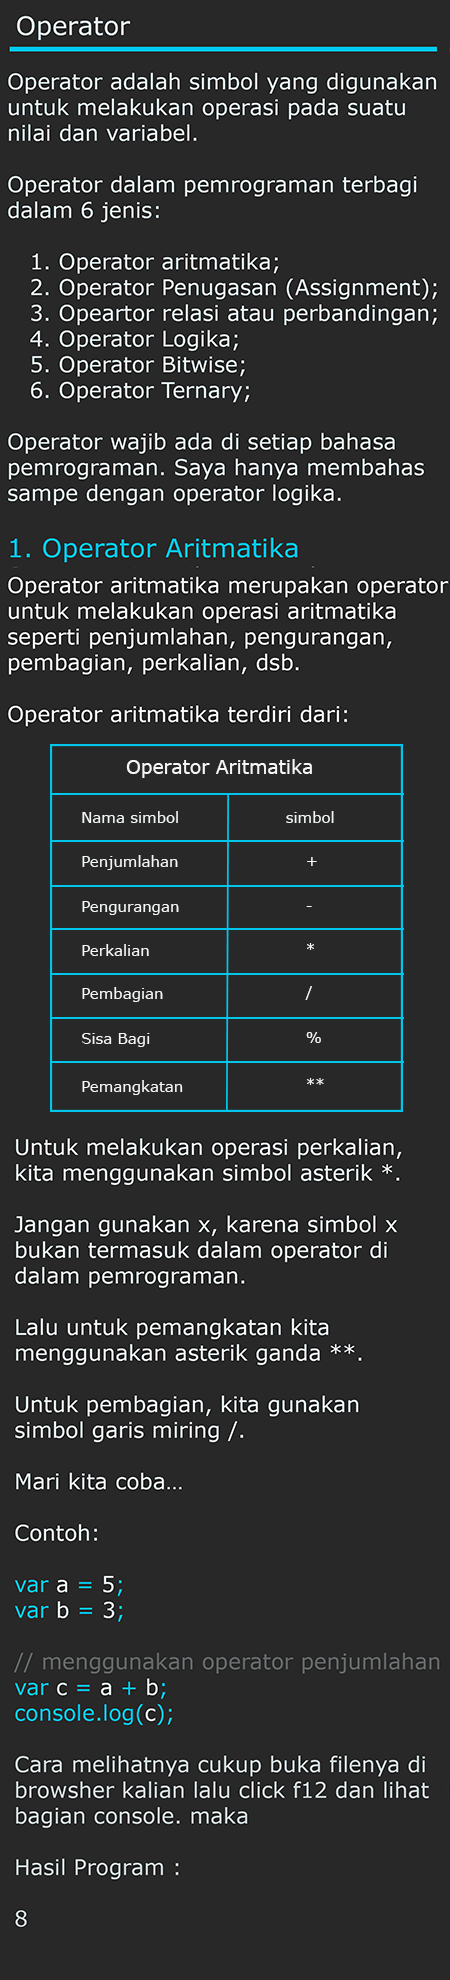 Operator
Operator adalah simbol yang digunakan
untuk melakukan operasi pada suatu
nilai dan variabel.
Operator dalam pemrograman terbagi
dalam 6 jenis:
1. Operator aritmatika;
2. Operator Penugasan (Assignment);
3. Opeartor relasi atau perbandingan;
4. Operator Logika;
5. Operator Bitwise;
6. Operator Ternary;
Operator wajib ada di setiap bahasa
pemrograman. Saya hanya membahas
sampe dengan operator logika.
1. Operator Aritmatika
Operator aritmatika merupakan operator
untuk melakukan operasi aritmatika
seperti penjumlahan, pengurangan,
pembagian, perkalian, dsb.
Operator aritmatika terdiri dari:
Operator Aritmatika
Nama simbol simbol
Penjumlahan +
Pengurangan -
Perkalian *
Pembagian /
Sisa Bagi %
Pemangkatan **
Untuk melakukan operasi perkalian,
kita menggunakan simbol asterik *.
Jangan gunakan x, karena simbol x
bukan termasuk dalam operator di
dalam pemrograman.
Lalu untuk pemangkatan kita
menggunakan asterik ganda **.
Untuk pembagian, kita gunakan
simbol garis miring /.
Mari kita coba…
Contoh:
var a = 5;
var b = 3;
// menggunakan operator penjumlahan
var c = a + b;
console.log(c);
Cara melihatnya cukup buka filenya di
browsher kalian lalu click f12 dan lihat
bagian console. maka
Hasil Program :
8